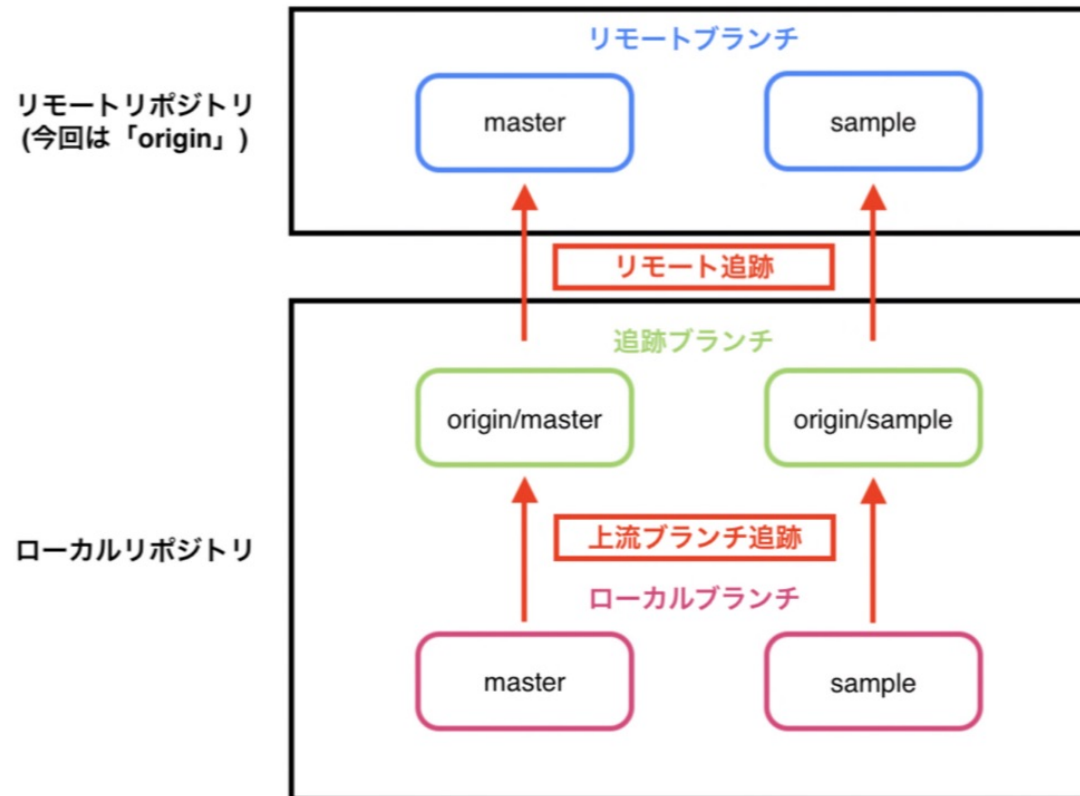 リモートブランチ
リモートリポジトリ
(今回は「origin」)
master
sample
リモート追跡
追跡ブランチ
origin/master
origin/sample
上流ブランチ追跡
ローカルリポジトリ
ローカルブランチ
master
sample